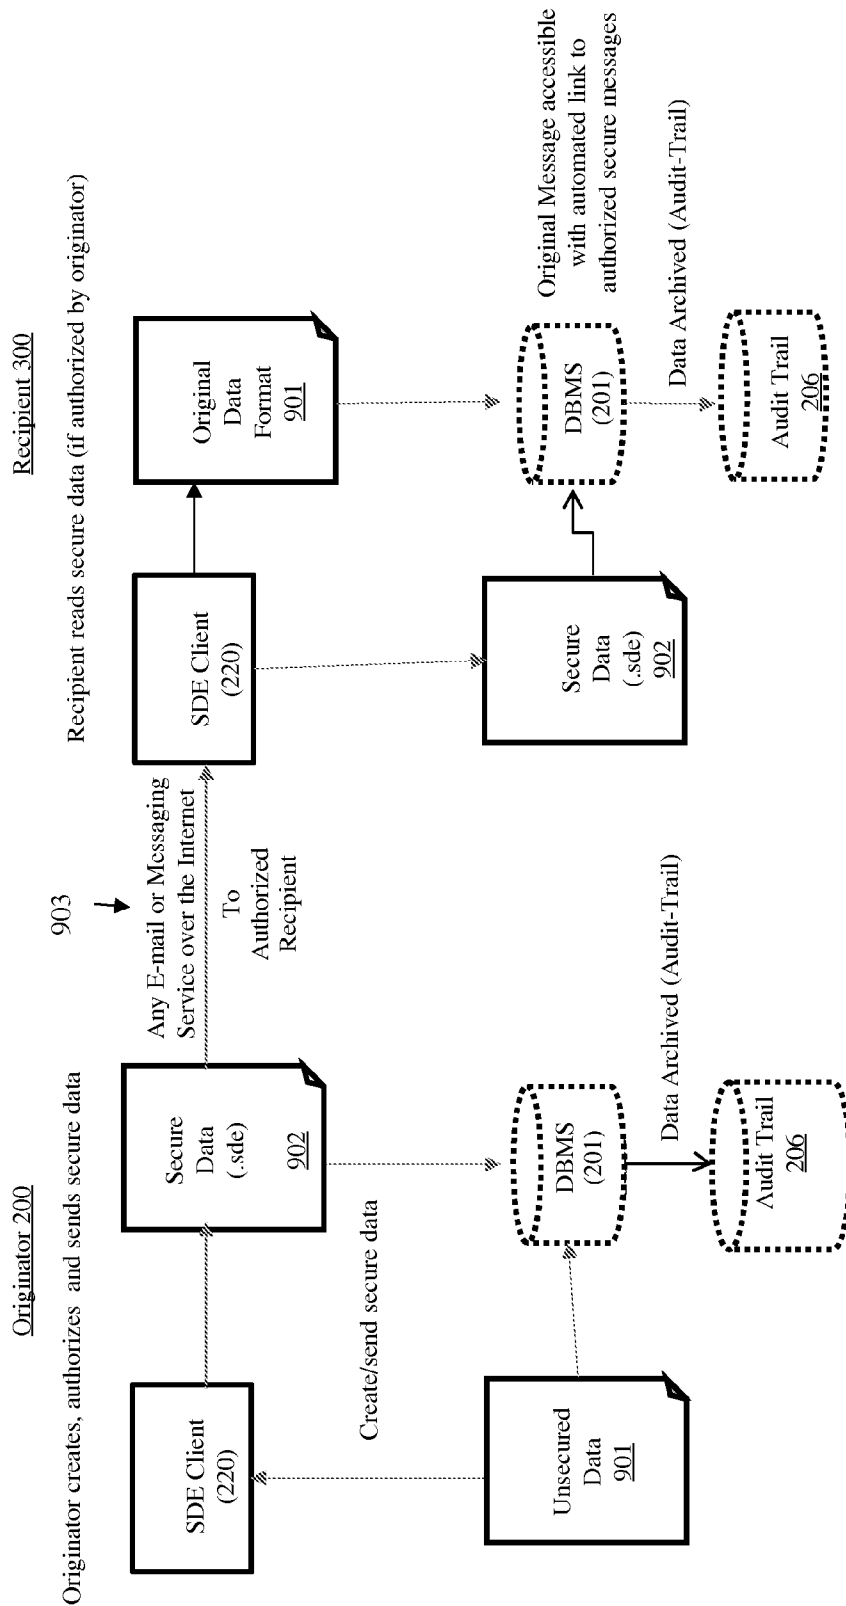 Originator 200
Originator creates, authorizes and sends secure data
SDE Client
(220)
Secure
Data
(.sde)
902
Create/send secure data
Unsecured
Data
901
DBMS
(201)
Data Archived (Audit-Trail)
Audit Trail
206
903
Any E-mail or Messaging
Service over the Internet
To
Authorized
Recipient
Recipient 300
Recipient reads secure data (if authorized by originator)
SDE Client
(220)
Original
Data
Format
901
Secure
Data
(.sde)
902
DBMS
(201)
Original Message accessible
with automated link to
authorized secure messages
Data Archived (Audit-Trail)
Audit Trail
206